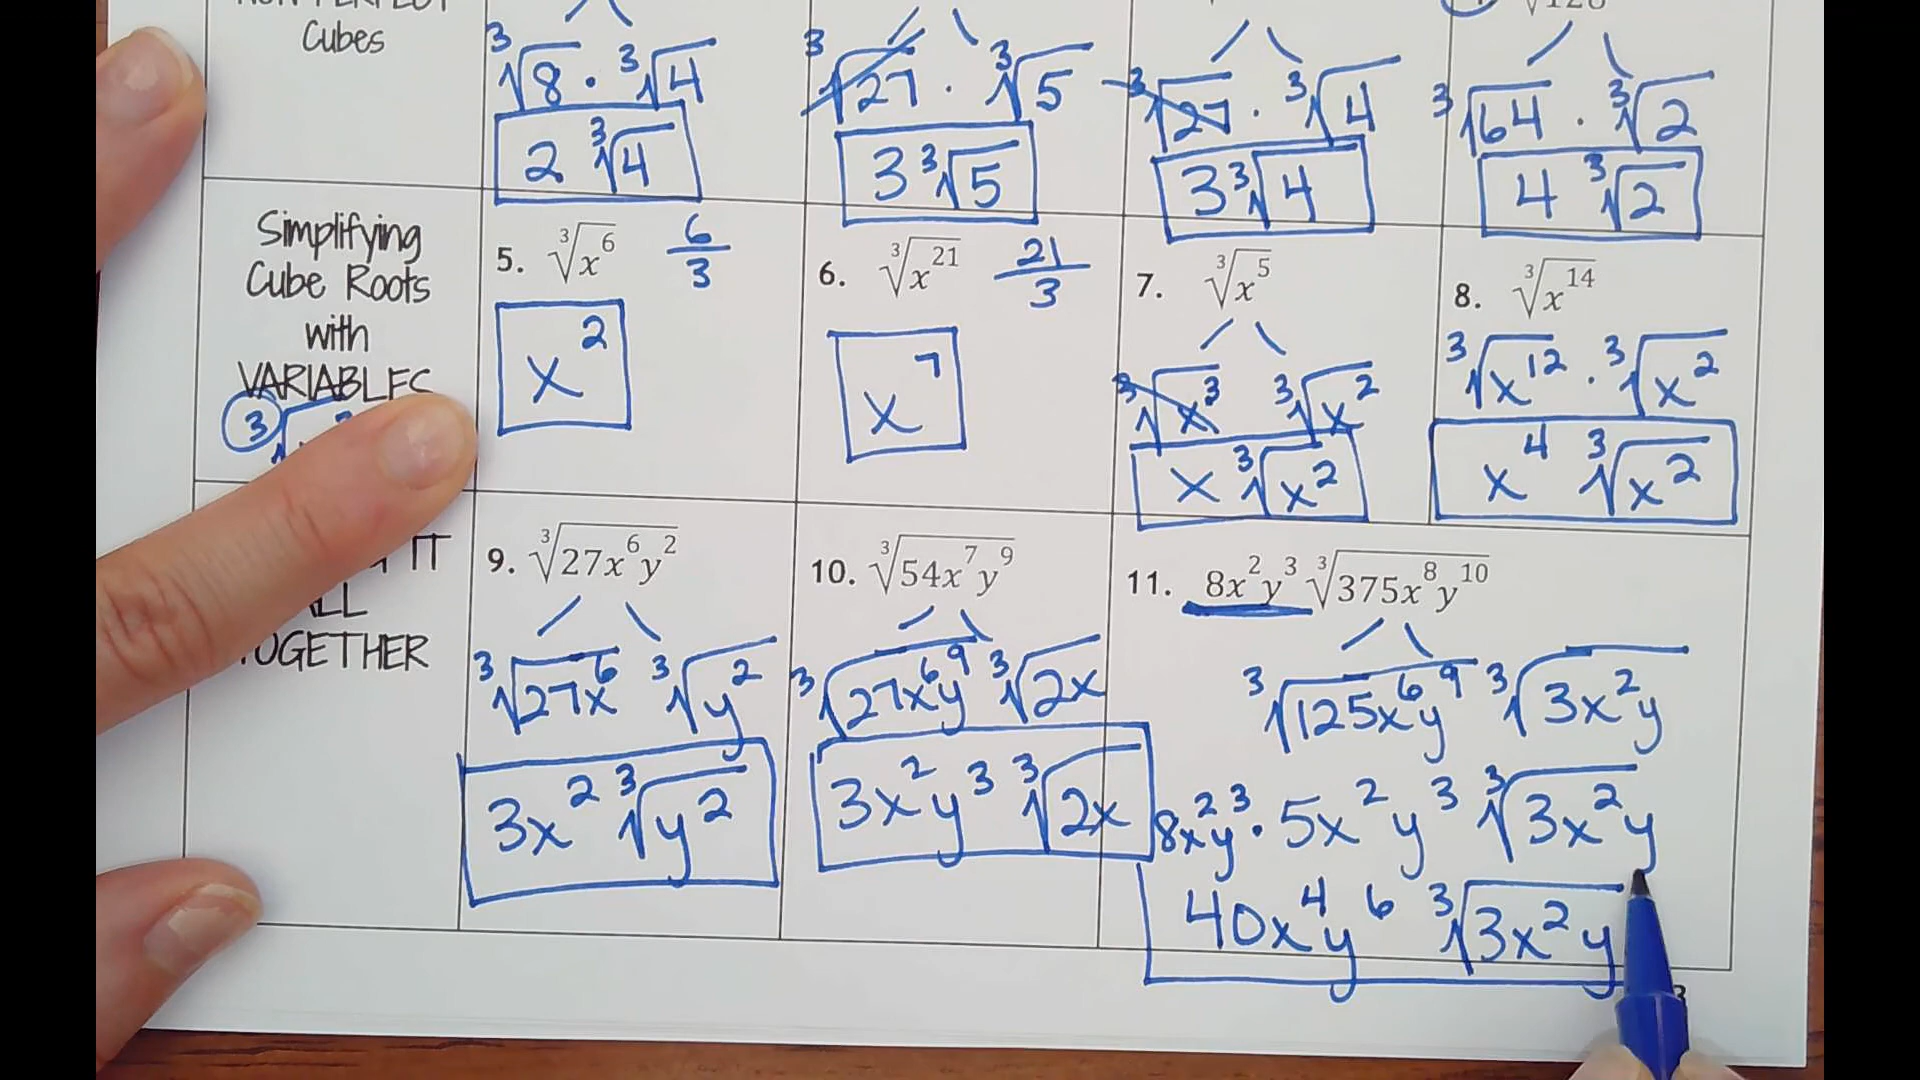 Cubes
∛8 · ∛4
2 ∛4
∛27 · ∛5
3 ∛5
∛27 · ∛4
3 ∛4
∛64 · ∛2
4 ∛2
Simplifying
Cube Roots
with
VARIABLES
3
5. ∛x⁶
6/3
x²
6. ∛x²¹
21/3
x⁷
7. ∛x⁵
∛x³ ∛x²
x ∛x²
8. ∛x¹⁴
∛x¹² · ∛x²
x⁴ ∛x²
IT
TOGETHER
9. ∛27x⁶y²
∛27x⁶ ∛y²
3x² ∛y²
10. ∛54x⁷y⁹
∛27x⁶y⁹ ∛2x
3x²y³ ∛2x
11. 8x²y³ ∛375x⁸y¹⁰
∛125x⁶y⁹ ∛3x²y
8x²y³ · 5x²y³ ∛3x²y
40x⁴y⁶ ∛3x²y